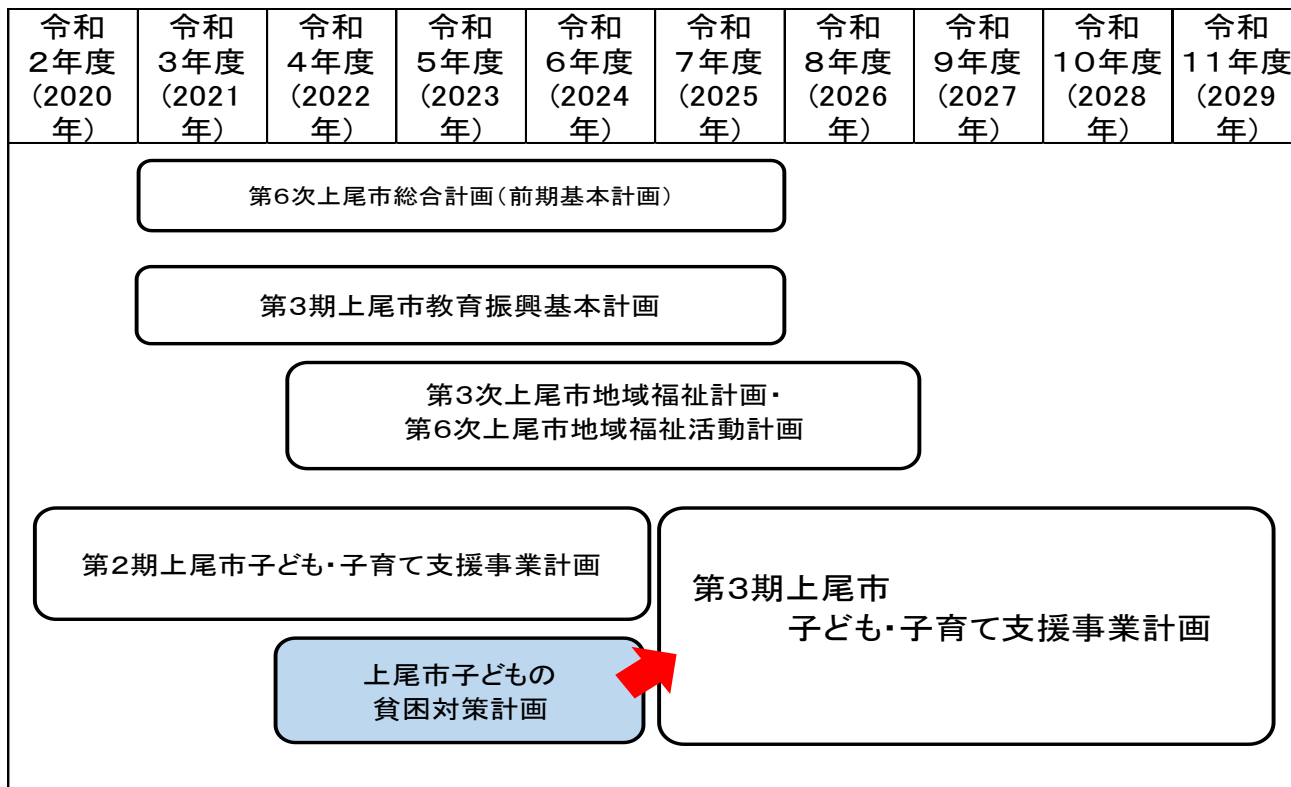 令和
2年度
(2020
年)
令和
3年度
(2021
年)
令和
4年度
(2022
年)
令和
5年度
(2023
年)
令和
6年度
(2024
年)
令和
7年度
(2025
年)
令和
8年度
(2026
年)
令和
9年度
(2027
年)
令和
10年度
(2028
年)
令和
11年度
(2029
年)
第6次上尾市総合計画(前期基本計画)
第3期上尾市教育振興基本計画
第3次上尾市地域福祉計画・
第6次上尾市地域福祉活動計画
第2期上尾市子ども・子育て支援事業計画
第3期上尾市
子ども・子育て支援事業計画
上尾市子どもの
貧困対策計画